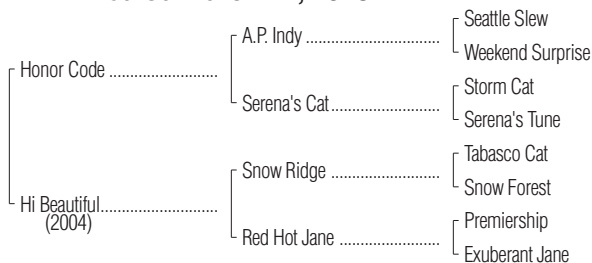 Seattle Slew
A.P. Indy ..............................
Weekend Surprise
Honor Code ........................
Storm Cat
Serena's Cat........................
Serena's Tune
Tabasco Cat
Snow Ridge ........................
Snow Forest
Hi Beautiful..........................
(2004)
Premiership
Red Hot Jane ......................
Exuberant Jane